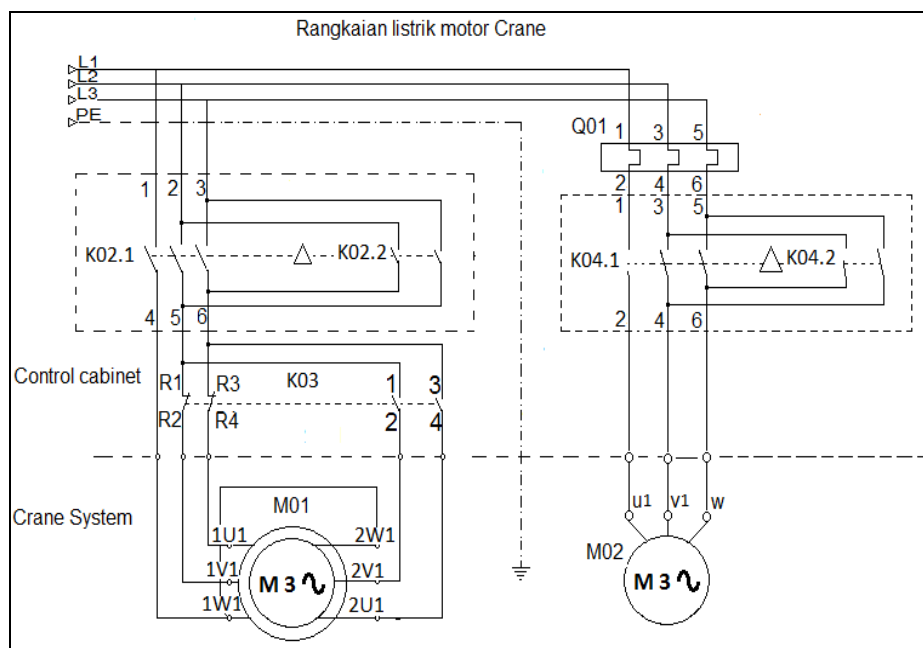 Rangkaian listrik motor Crane
L1
L2
L3
PE
Q01 1 3 5
2 4 6
1 2 3
1 3 5
K02.1 K02.2
K04.1 K04.2
4 5 6
2 4 6
Control cabinet
R1 R3 K03 1 3
R2 R4 2 4
Crane System
M01
u1 v1 w
1U1 2W1
M02
1V1 2V1
M 3
M 3
1W1 2U1